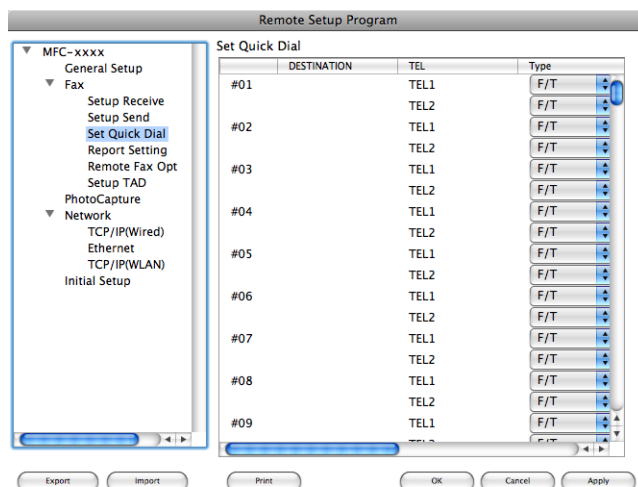 Remote Setup Program
MFC-xxxx
General Setup
Fax
Setup Receive
Setup Send
Set Quick Dial
Report Setting
Remote Fax Opt
Setup TAD
PhotoCapture
Network
TCP/IP(Wired)
Ethernet
TCP/IP(WLAN)
Initial Setup
Set Quick Dial
DESTINATION TEL Type
#01 TEL1 F/T
TEL2 F/T
#02 TEL1 F/T
TEL2 F/T
#03 TEL1 F/T
TEL2 F/T
#04 TEL1 F/T
TEL2 F/T
#05 TEL1 F/T
TEL2 F/T
#06 TEL1 F/T
TEL2 F/T
#07 TEL1 F/T
TEL2 F/T
#08 TEL1 F/T
TEL2 F/T
#09 TEL1 F/T
TEL2 F/T
Export Import Print OK Cancel Apply